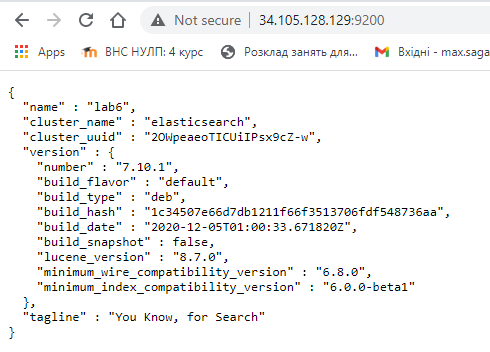 Not secure | 34.105.128.129:9200
Apps ВНС НУЛП: 4 курс Розклад занять для... Вхідні - max.saga
{
"name" : "lab6",
"cluster_name" : "elasticsearch",
"cluster_uuid" : "2OWpeaeoTICUiIPsx9cZ-w",
"version" : {
"number" : "7.10.1",
"build_flavor" : "default",
"build_type" : "deb",
"build_hash" : "1c34507e66d7db1211f66f3513706fdf548736aa",
"build_date" : "2020-12-05T01:00:33.671820Z",
"build_snapshot" : false,
"lucene_version" : "8.7.0",
"minimum_wire_compatibility_version" : "6.8.0",
"minimum_index_compatibility_version" : "6.0.0-beta1"
},
"tagline" : "You Know, for Search"
}